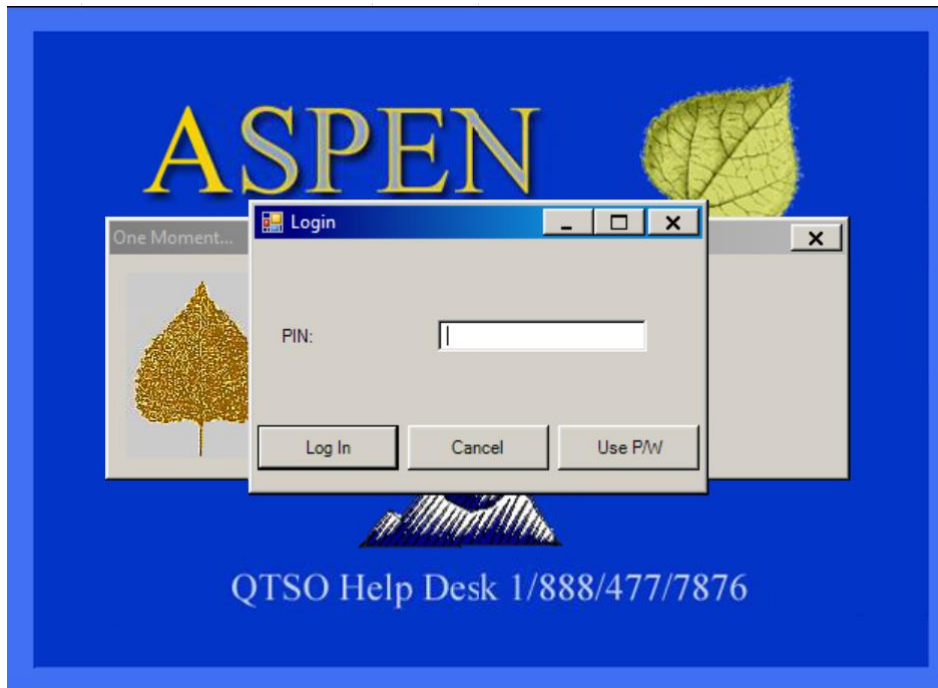 ASPEN
One Moment...
Login
PIN:
Log In Cancel Use P/W
QTSO Help Desk 1/888/477/7876